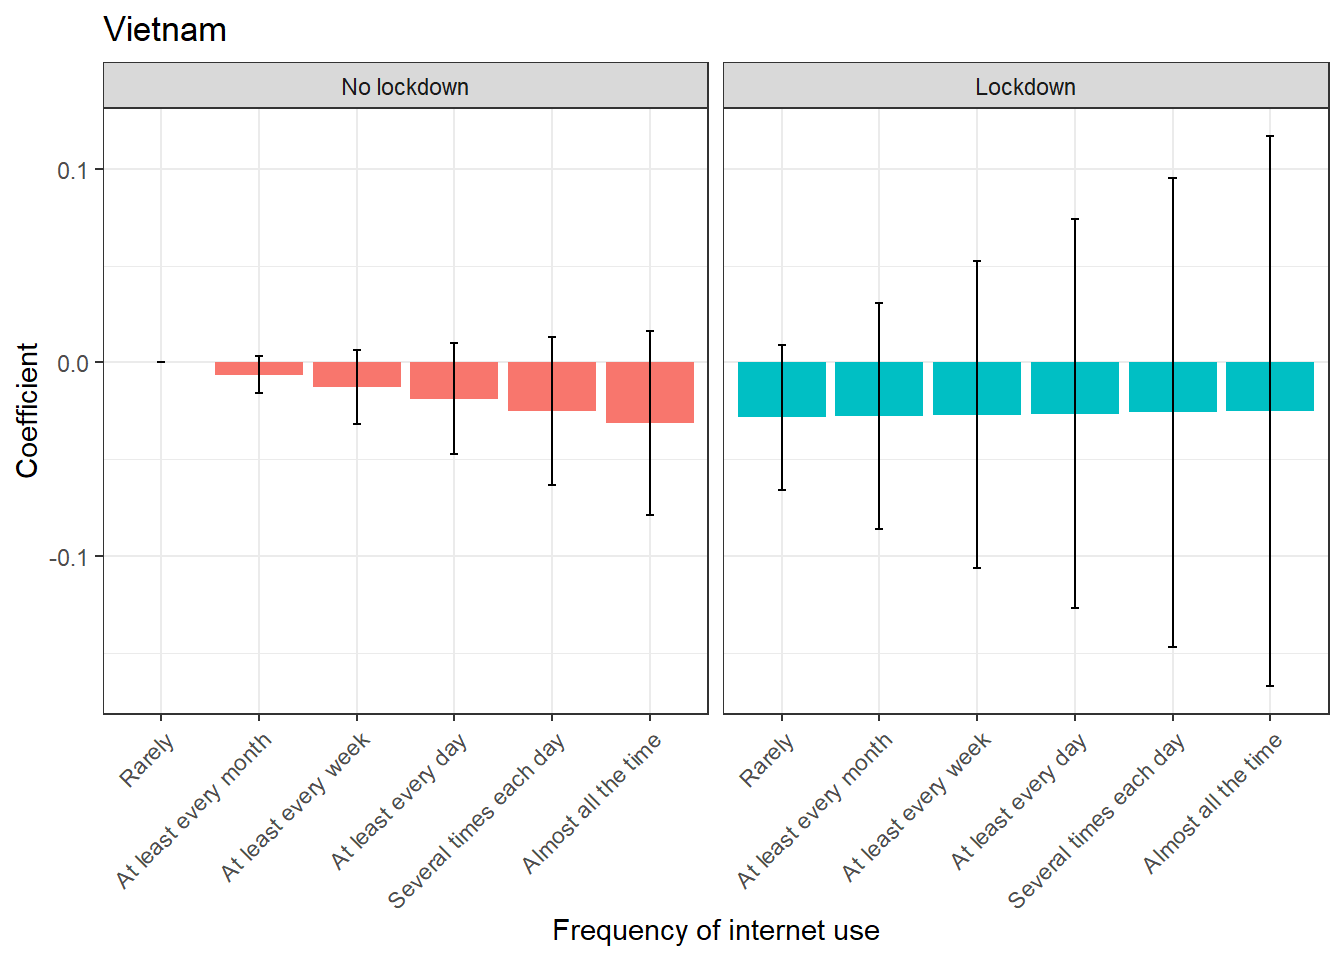 Vietnam
No lockdown
Lockdown
Coefficient
0.1
0.0
-0.1
Rarely
At least every month
At least every week
At least every day
Several times each day
Almost all the time
Rarely
At least every month
At least every week
At least every day
Several times each day
Almost all the time
Frequency of internet use